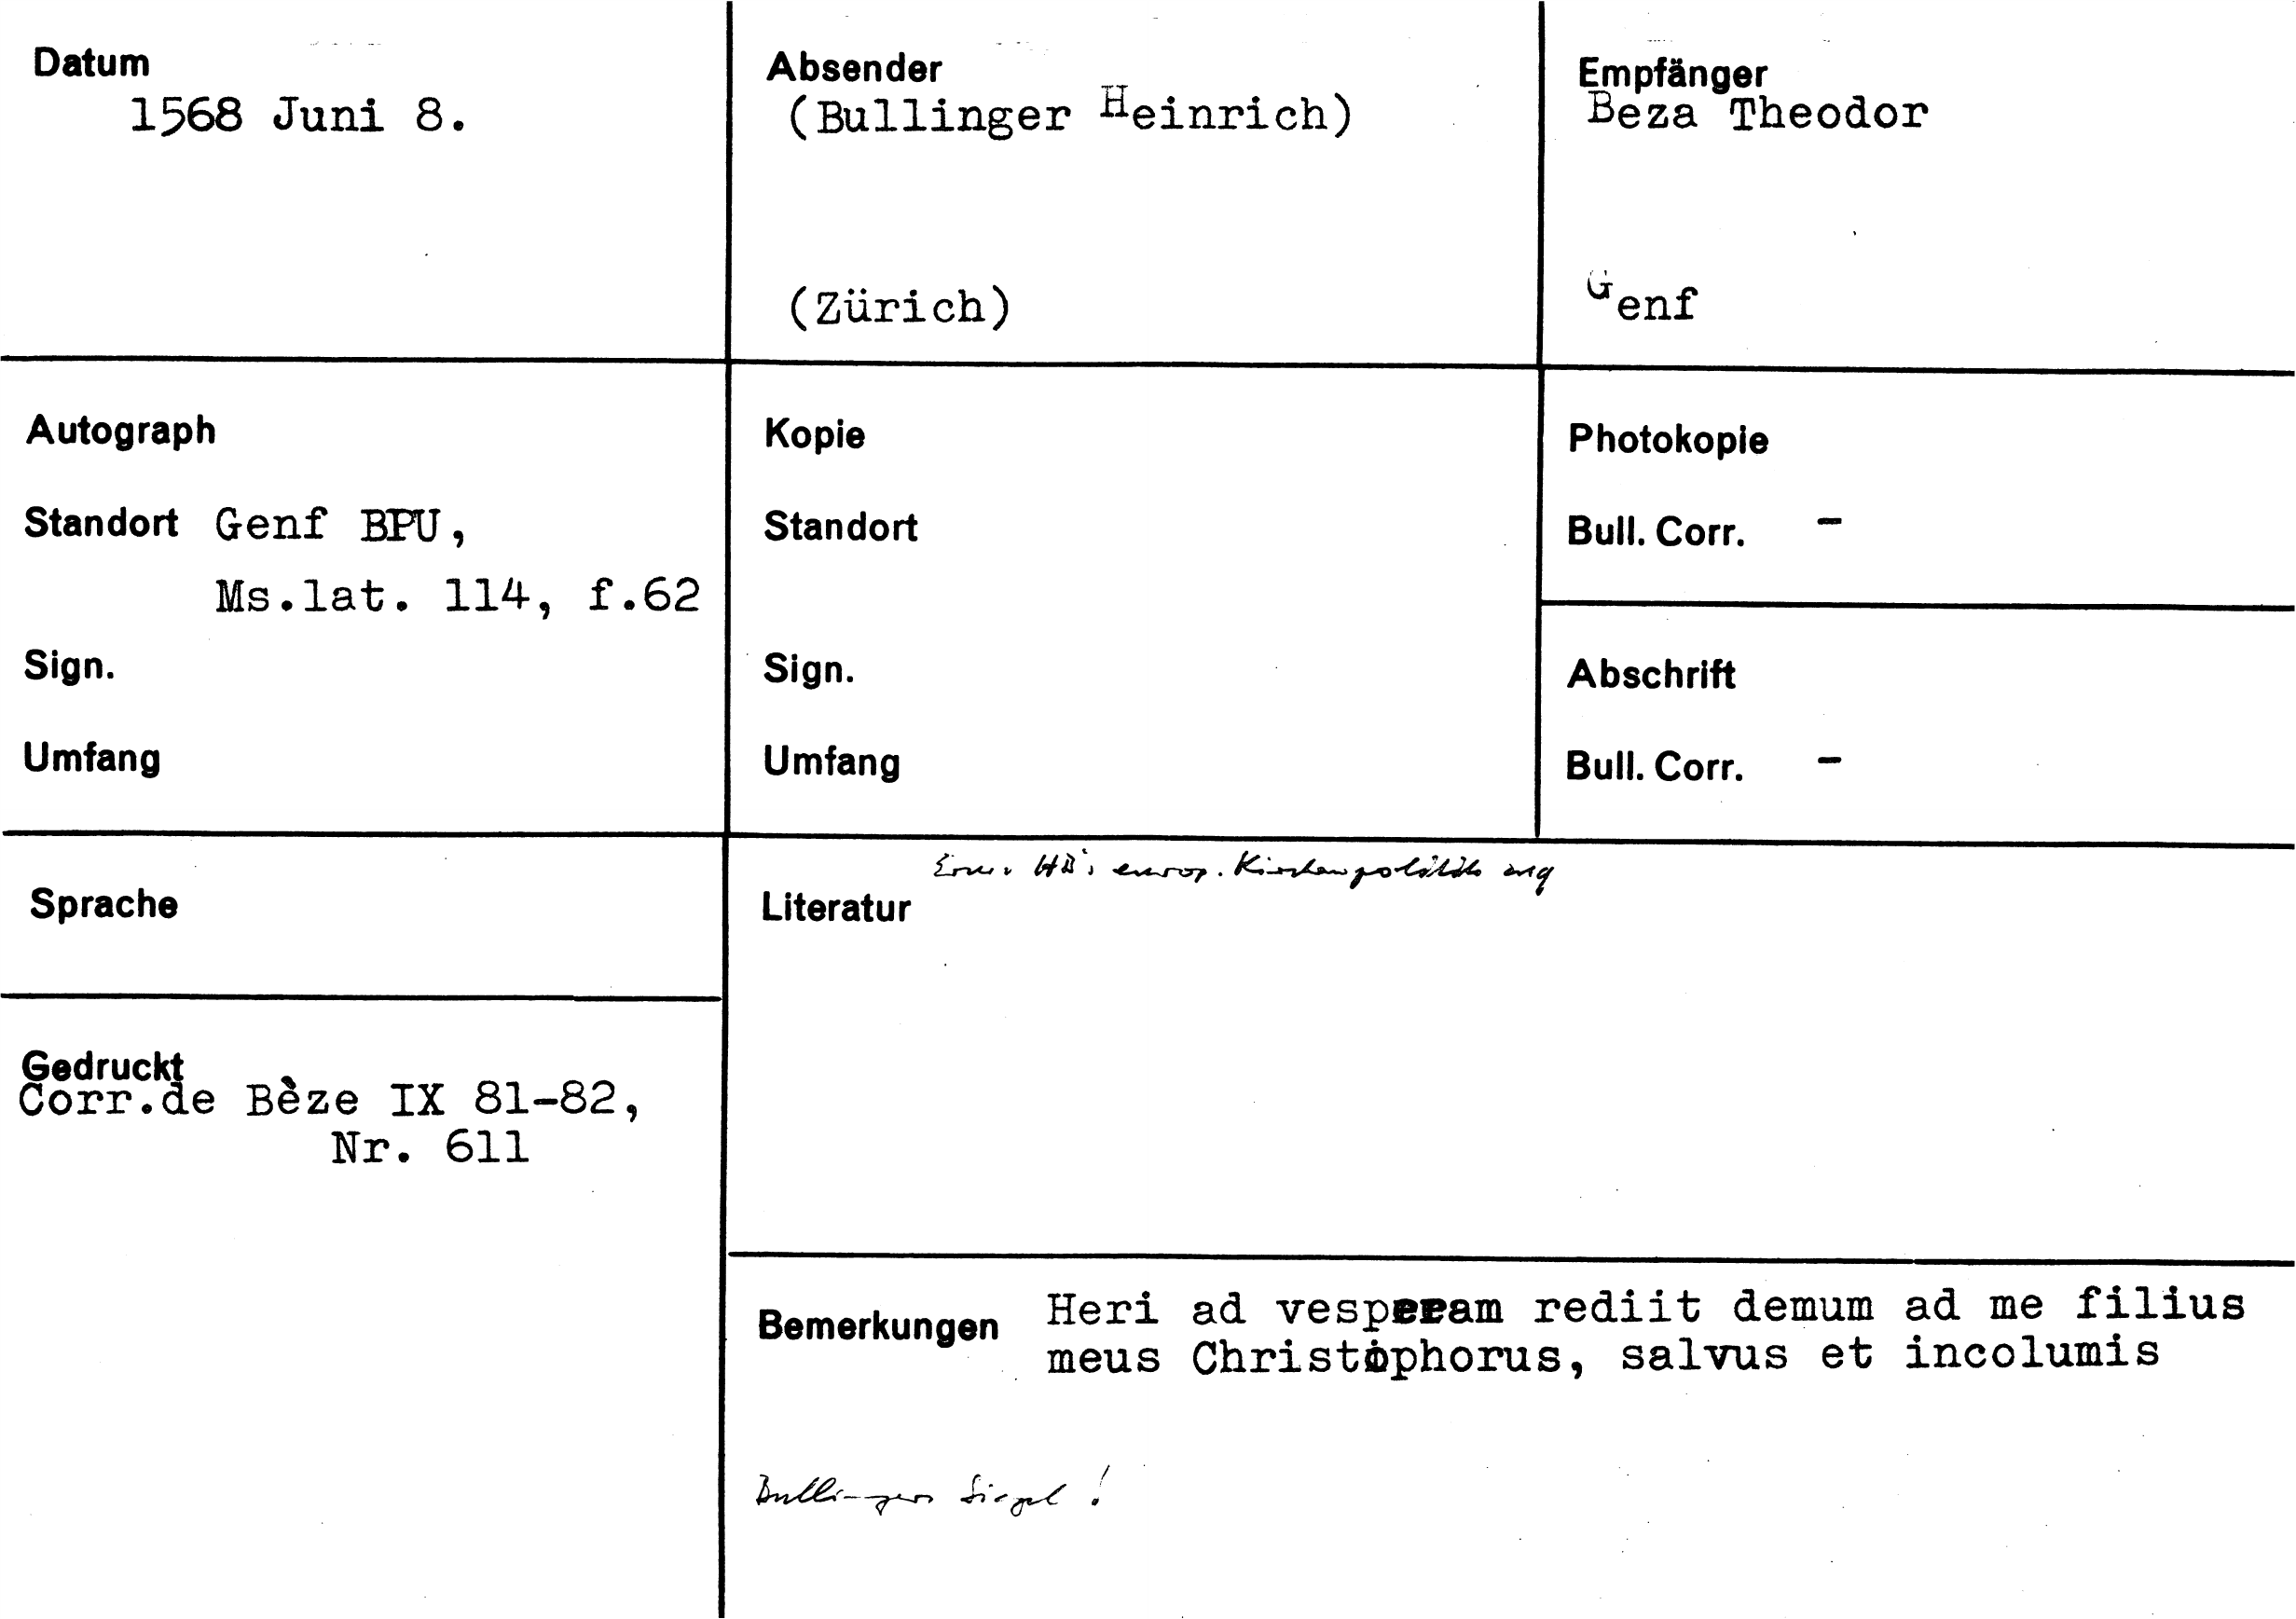 Datum
1568 Juni 8.
Absender
(Bullinger Heinrich)
(Zürich)
Empfänger
Beza Theodor
Genf
Autograph
Standort Genf BPU,
Ms.lat. 114, f.62
Sign.
Umfang
Kopie
Standort
Sign.
Umfang
Photokopie
Bull. Corr. -
Abschrift
Bull. Corr. -
Sprache
Gedruckt
Corr.de Bèze IX 81-82,
Nr. 611
HB's europ. Kirchenpolitik
Literatur
Bemerkungen Heri ad vesperam rediit demum ad me filius
meus Christophorus, salvus et incolumis
Bullingers Siegel !